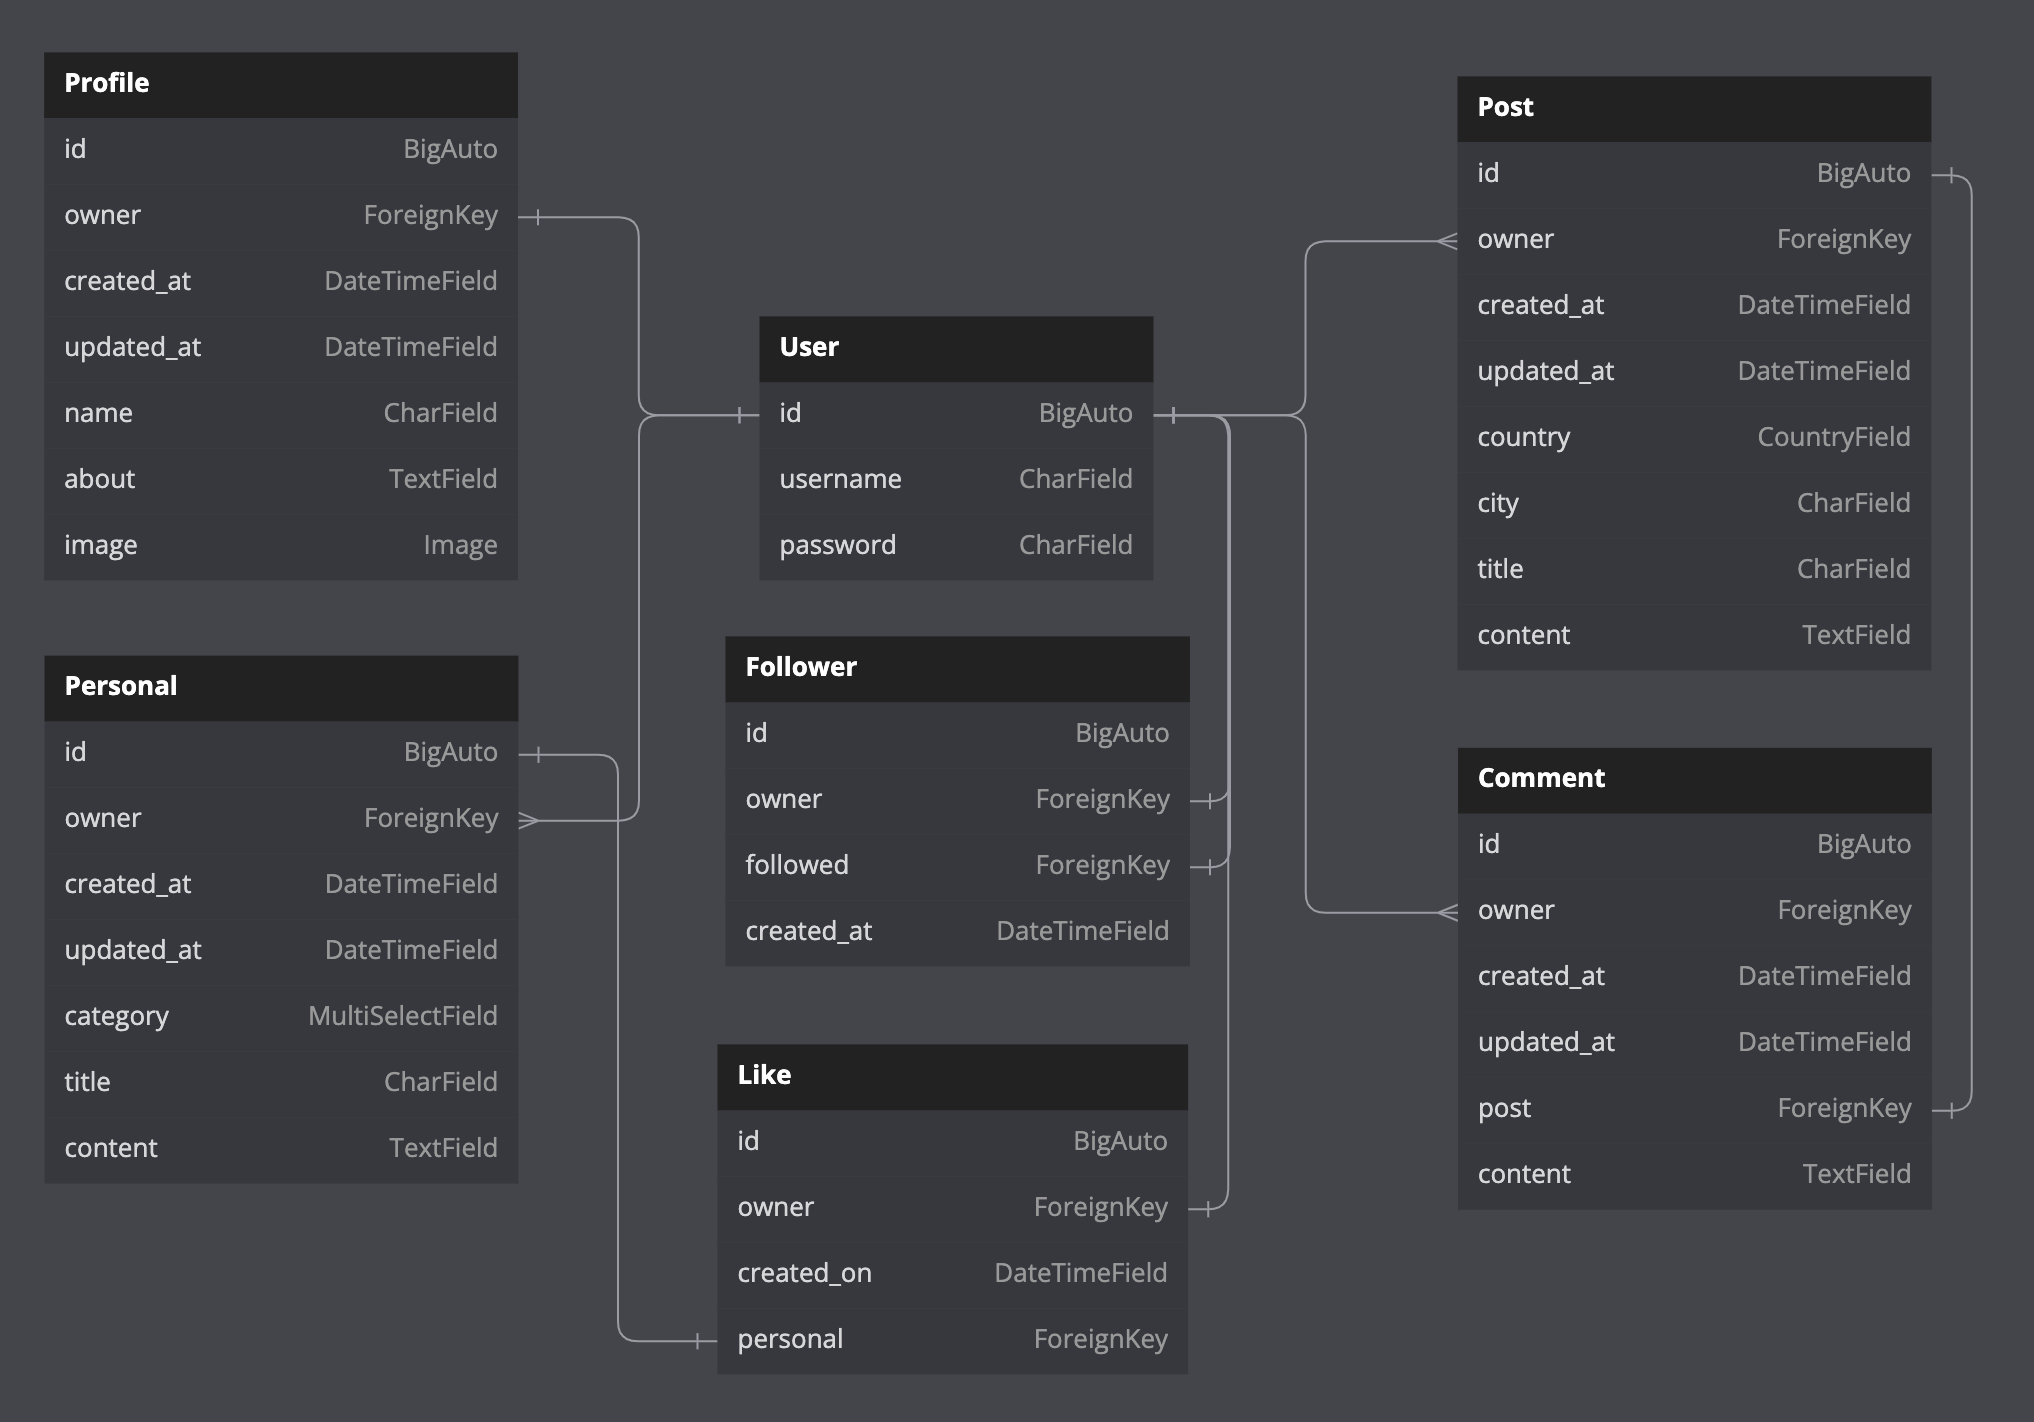 Profile
id BigAuto
owner ForeignKey
created_at DateTimeField
updated_at DateTimeField
name CharField
about TextField
image Image
Personal
id BigAuto
owner ForeignKey
created_at DateTimeField
updated_at DateTimeField
category MultiSelectField
title CharField
content TextField
User
id BigAuto
username CharField
password CharField
Follower
id BigAuto
owner ForeignKey
followed ForeignKey
created_at DateTimeField
Like
id BigAuto
owner ForeignKey
created_on DateTimeField
personal ForeignKey
Post
id BigAuto
owner ForeignKey
created_at DateTimeField
updated_at DateTimeField
country CountryField
city CharField
title CharField
content TextField
Comment
id BigAuto
owner ForeignKey
created_at DateTimeField
updated_at DateTimeField
post ForeignKey
content TextField